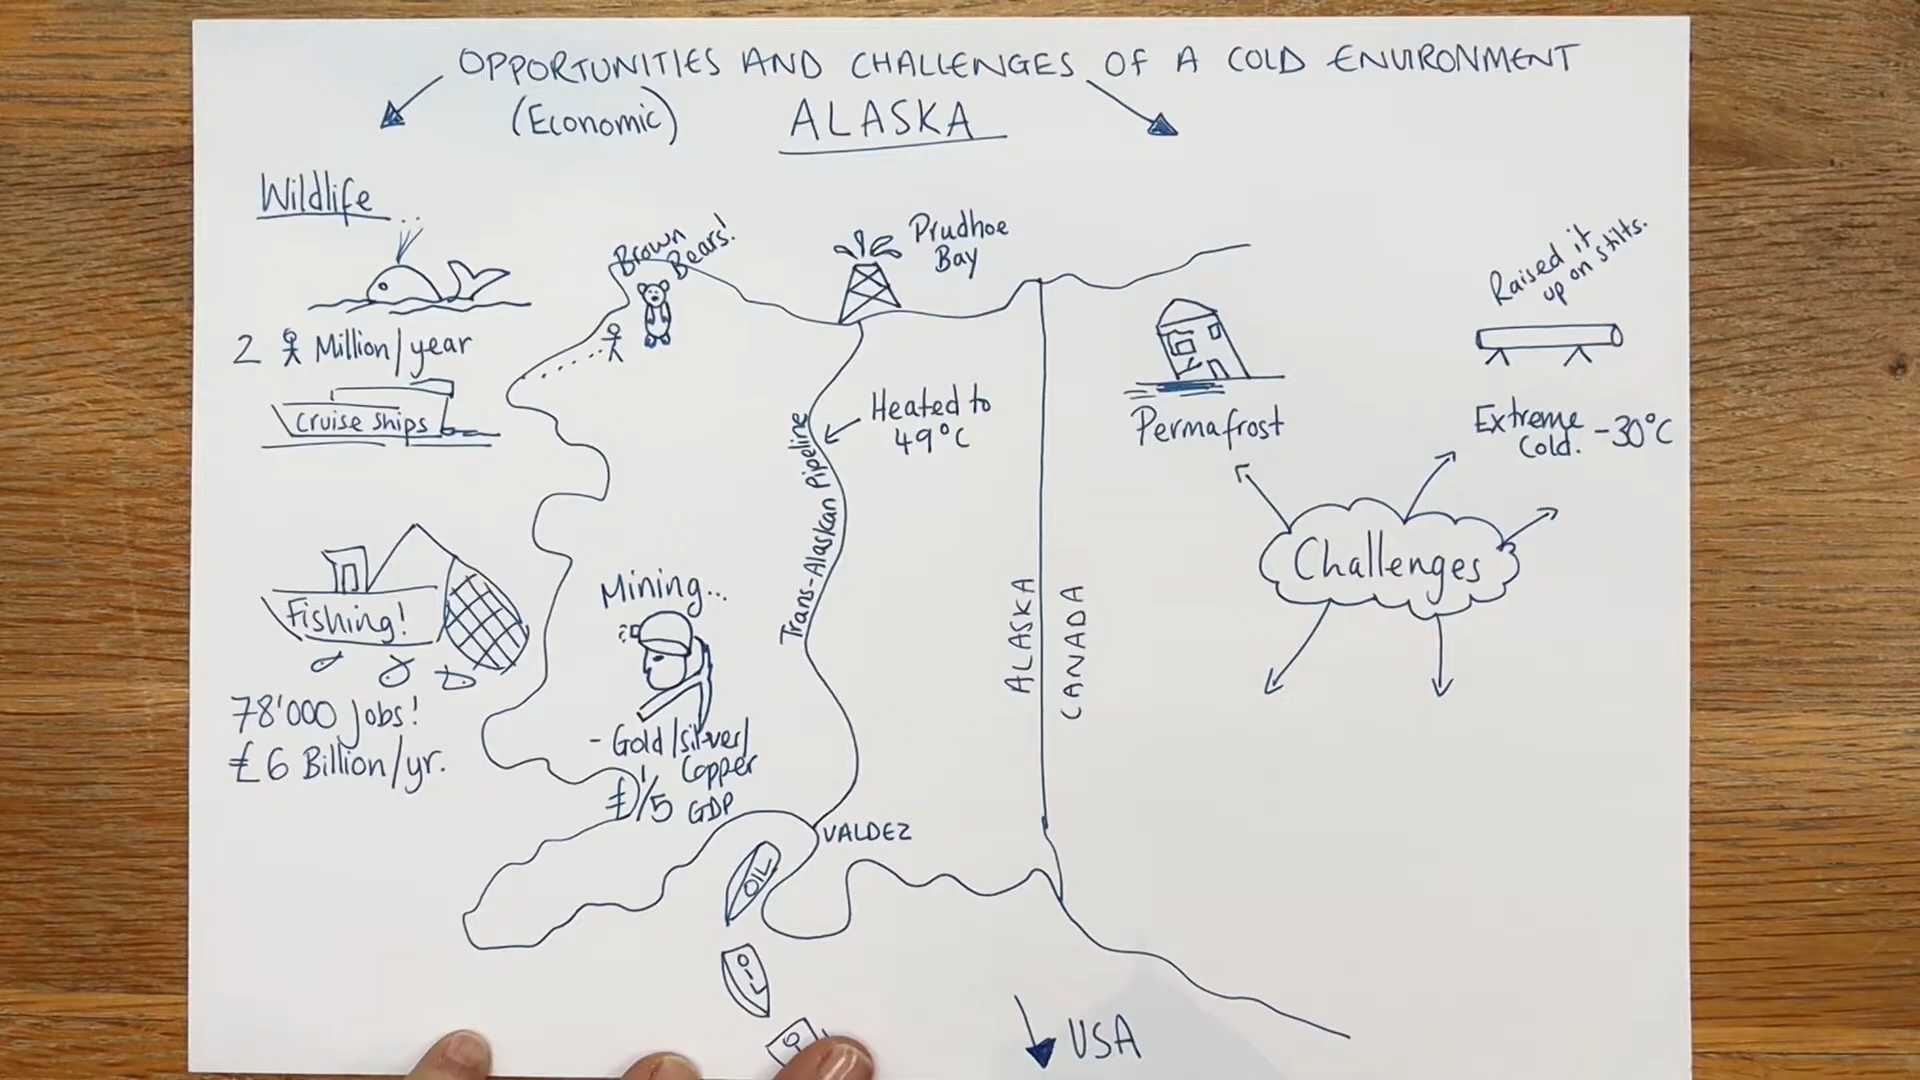 OPPORTUNITIES AND CHALLENGES OF A COLD ENVIRONMENT
(Economic)
ALASKA
Wildlife
2 Million/year
Cruise Ships
Fishing!
78'000 Jobs!
£6 Billion/yr.
Brown
Bears!
Prudhoe
Bay
Heated to
49°C
Trans-Alaskan Pipeline
Mining...
- Gold/silver/
Copper
£ 1/5 GDP
VALDEZ
OIL
OIL
ALASKA
CANADA
USA
Permafrost
Raised it
up on stilts.
Extreme
Cold. -30°C
Challenges